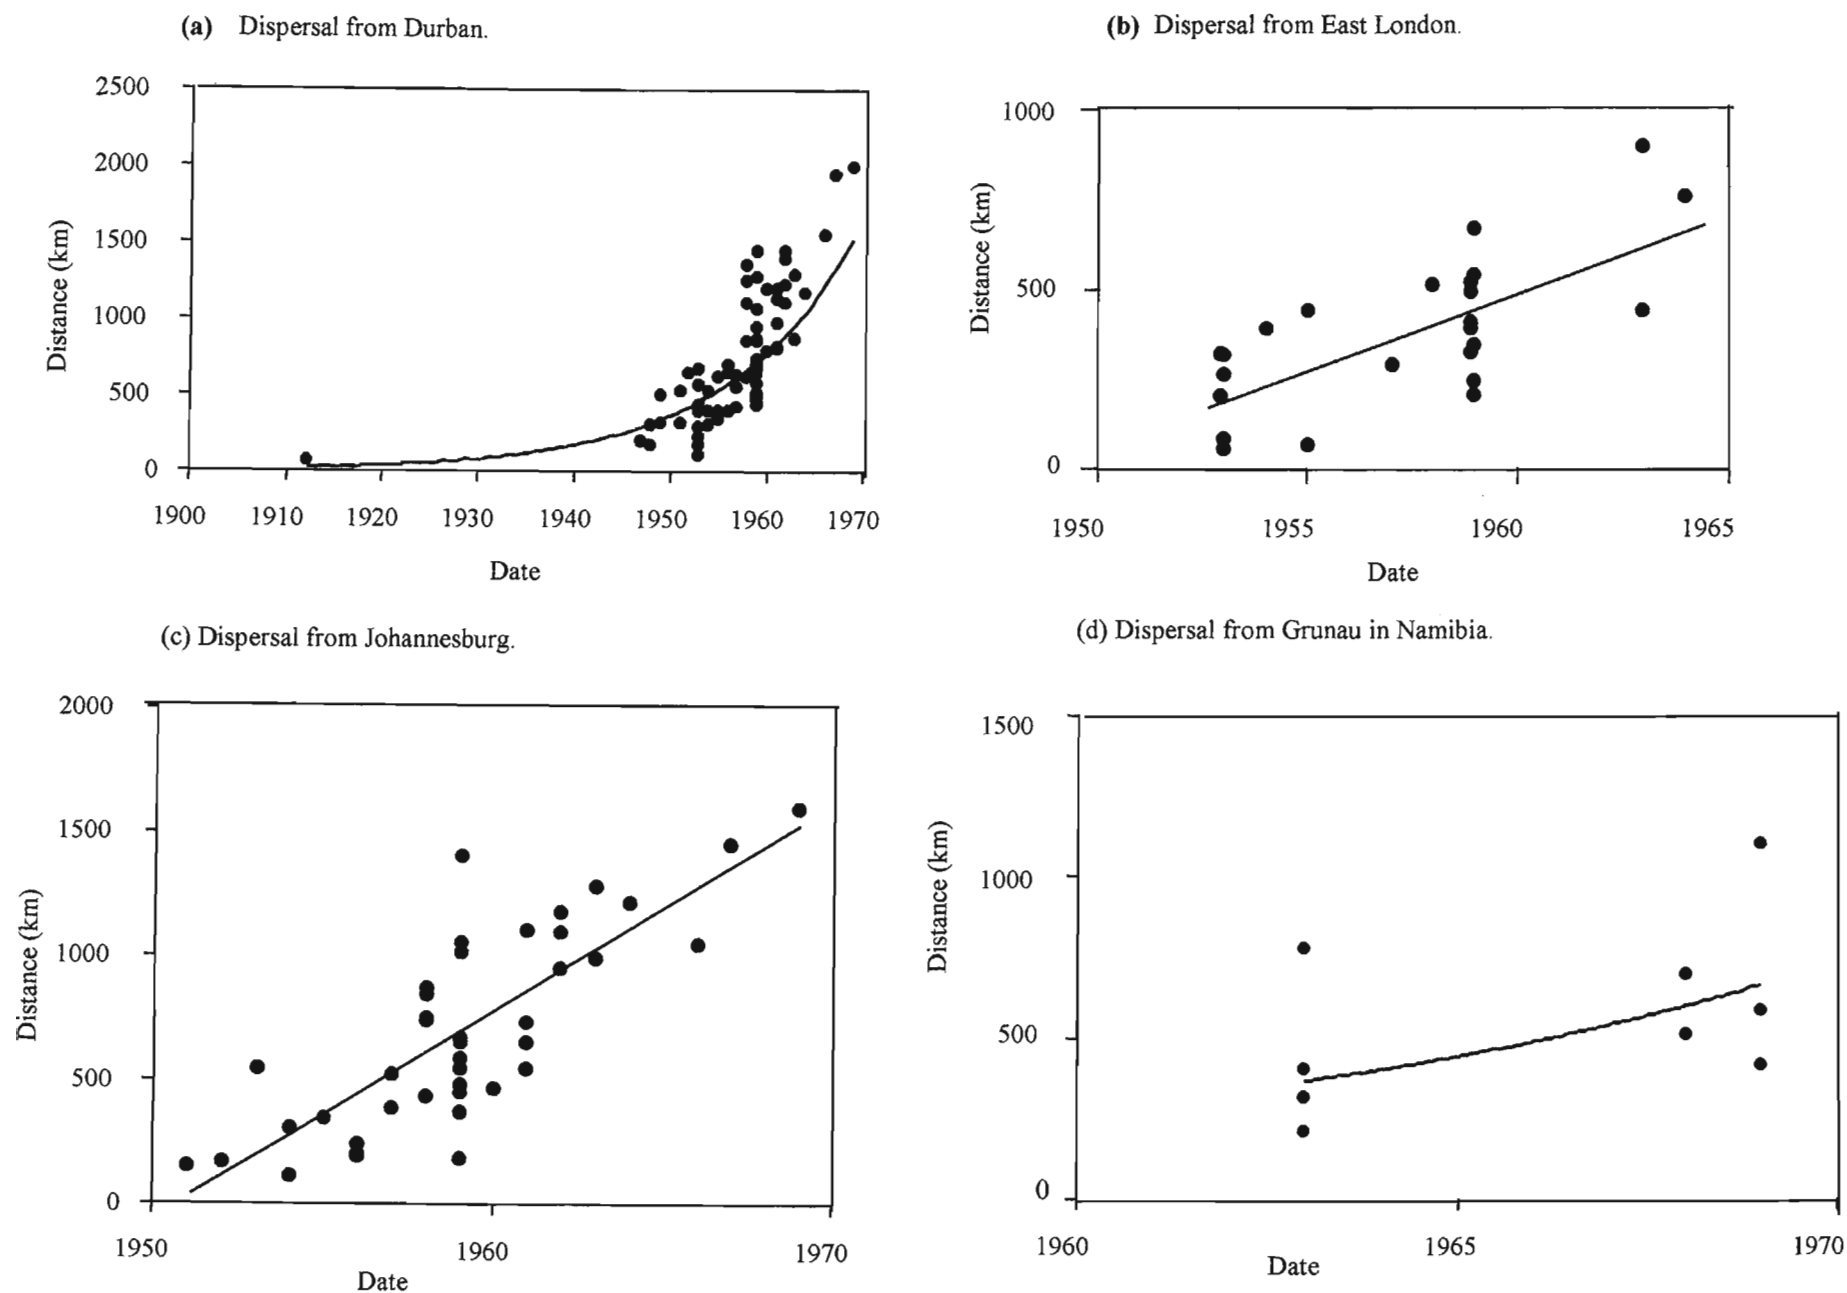 (a) Dispersal from Durban.
2500
2000
1500
1000
500
0
Distance (km)
1900 1910 1920 1930 1940 1950 1960 1970
Date
(b) Dispersal from East London.
1000
500
0
Distance (km)
1950 1955 1960 1965
Date
(c) Dispersal from Johannesburg.
2000
1500
1000
500
0
Distance (km)
1950 1960 1970
Date
(d) Dispersal from Grunau in Namibia.
1500
1000
500
0
Distance (km)
1960 1965 1970
Date